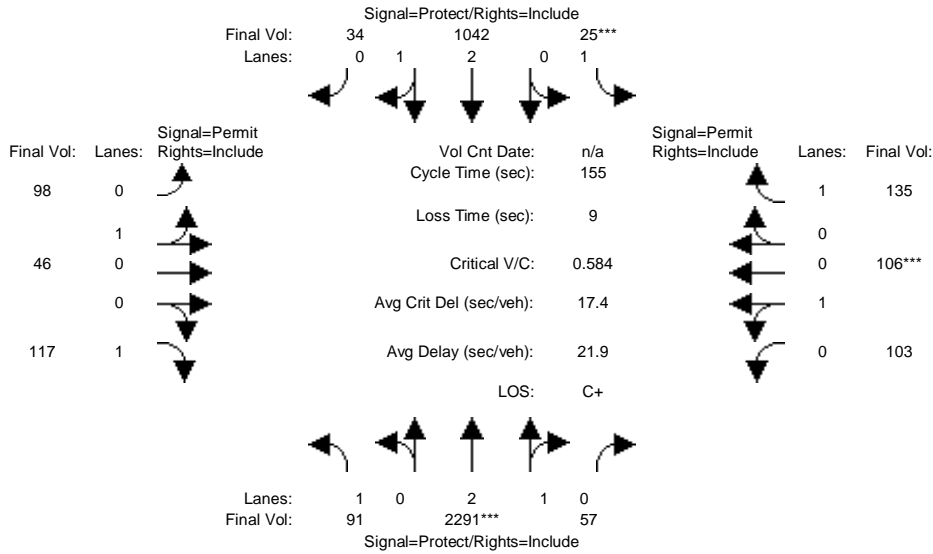 Signal=Protect/Rights=Include
Final Vol: 34 1042 25***
Lanes: 0 1 2 0 1
Signal=Permit Signal=Permit
Final Vol: Lanes: Rights=Include Vol Cnt Date: n/a Rights=Include Lanes: Final Vol:
Cycle Time (sec): 155
98 0 1 135
Loss Time (sec): 9
1 0
46 0 Critical V/C: 0.584 0 106***
0 Avg Crit Del (sec/veh): 17.4 1
117 1 Avg Delay (sec/veh): 21.9 0 103
LOS: C+
Lanes: 1 0 2 1 0
Final Vol: 91 2291*** 57
Signal=Protect/Rights=Include